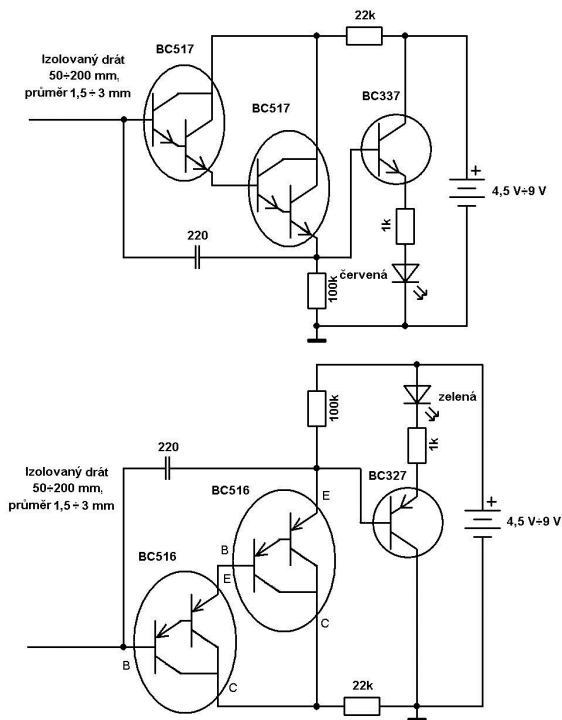 22k
BC517
Izolovaný drát
50÷200 mm,
průměr 1,5÷ 3 mm
BC517
BC337
+
4,5 V÷9 V
1k
220
červená
100k
100k
zelená
1k
220
BC327
Izolovaný drát
50÷200 mm,
průměr 1,5÷ 3 mm
BC516
E
+
4,5 V÷9 V
B
E
BC516
C
B
C
22k